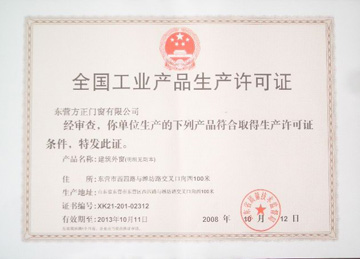 全国工业产品生产许可证
东营方正门窗有限公司
经审查，你单位生产的下列产品符合取得生产许可证
条件，特发此证。
产品名称：建筑外窗
住 所：东营市西四路与潍坊路交叉口向西100米
生产地址：
证书编号：XK21-201-02312
有效期至：2013年10月11日
2008 年 10 月 12 日